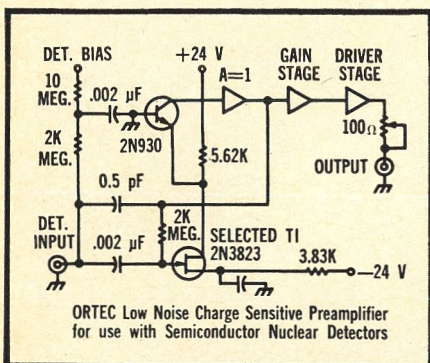 DET. BIAS
+24 V
GAIN
STAGE
DRIVER
STAGE
10
MEG.
.002 µF
A=1
2N930
100Ω
2K
MEG.
5.62K
OUTPUT
0.5 pF
DET.
INPUT
.002 µF
2K
MEG.
SELECTED TI
2N3823
3.83K
—24 V
ORTEC Low Noise Charge Sensitive Preamplifier
for use with Semiconductor Nuclear Detectors